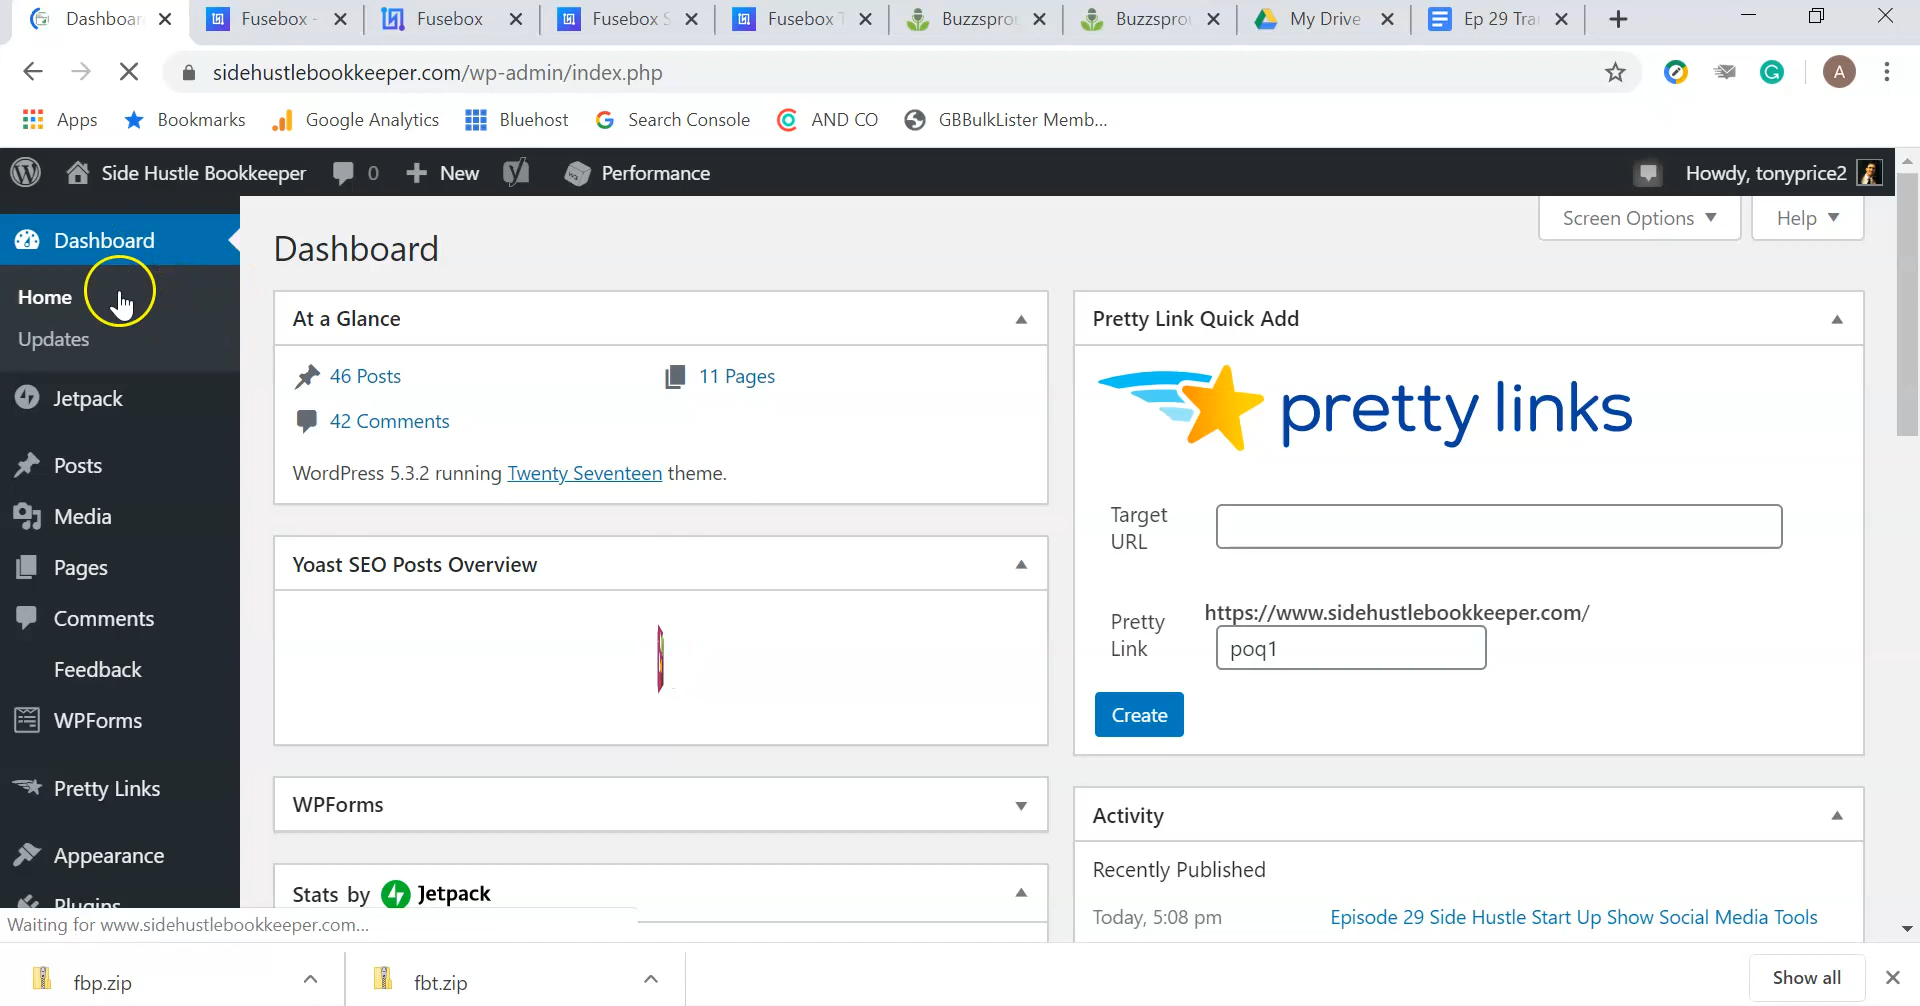 Dashboar
Fusebox -
Fusebox
Fusebox S
Fusebox T
Buzzspro
Buzzspro
My Drive
Ep 29 Tra
sidehustlebookkeeper.com/wp-admin/index.php
A
Apps
Bookmarks
Google Analytics
Bluehost
Search Console
AND CO
GBBulkLister Memb...
Side Hustle Bookkeeper
0
New
Performance
Howdy, tonyprice2
Dashboard
Home
Updates
Jetpack
Posts
Media
Pages
Comments
Feedback
WPForms
Pretty Links
Appearance
Plugins
Screen Options
Help
Dashboard
At a Glance
46 Posts
11 Pages
42 Comments
WordPress 5.3.2 running Twenty Seventeen theme.
Yoast SEO Posts Overview
WPForms
Stats by Jetpack
Pretty Link Quick Add
pretty links
Target
URL
https://www.sidehustlebookkeeper.com/
Pretty
Link
poq1
Create
Activity
Recently Published
Today, 5:08 pm
Episode 29 Side Hustle Start Up Show Social Media Tools
Waiting for www.sidehustlebookkeeper.com...
fbp.zip
fbt.zip
Show all